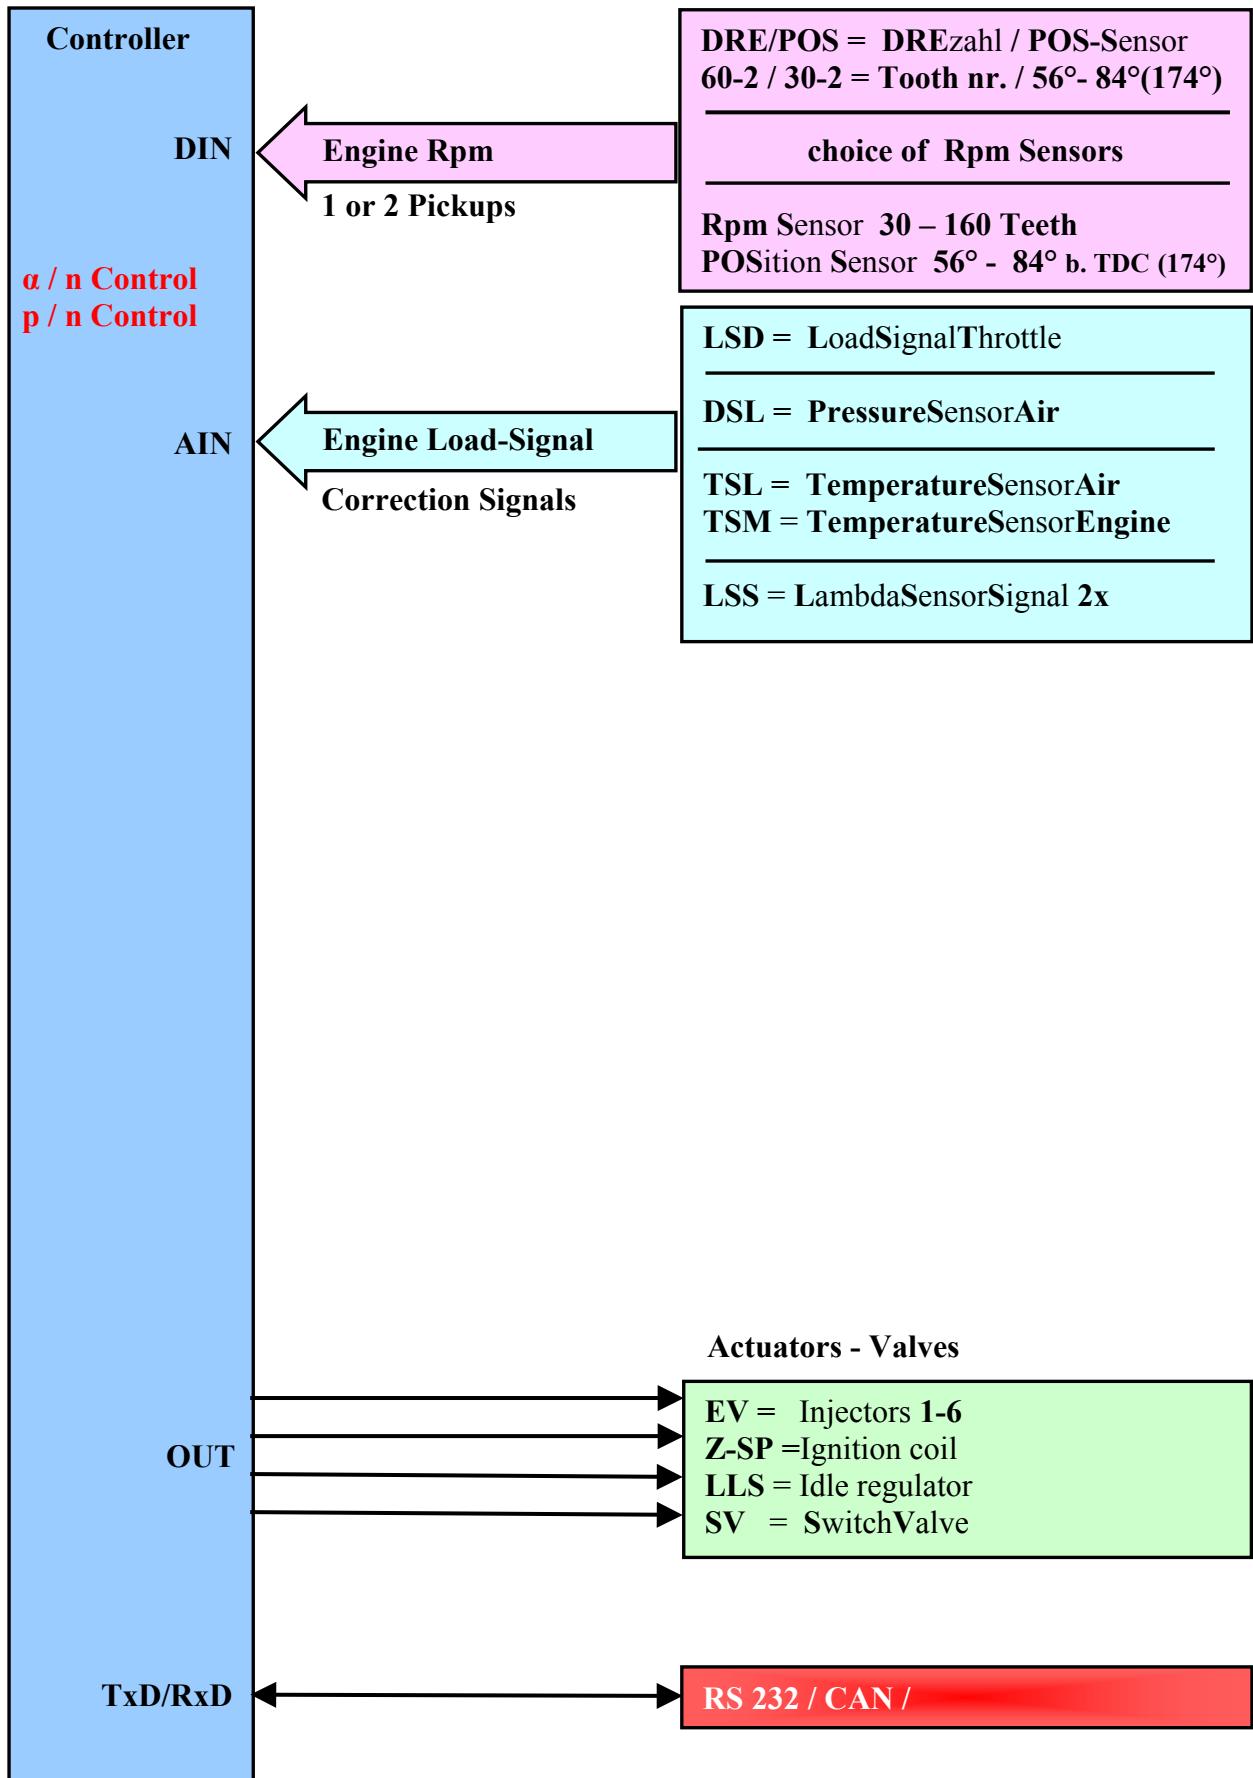 Controller
DRE/POS = DREzahl / POS-Sensor
60-2 / 30-2 = Tooth nr. / 56°- 84°(174°)
DIN
Engine Rpm
choice of Rpm Sensors
1 or 2 Pickups
Rpm Sensor 30 – 160 Teeth
POSition Sensor 56° - 84° b. TDC (174°)
α / n Control
p / n Control
LSD = LoadSignalThrottle
DSL = PressureSensorAir
AIN
Engine Load-Signal
Correction Signals
TSL = TemperatureSensorAir
TSM = TemperatureSensorEngine
LSS = LambdaSensorSignal 2x
Actuators - Valves
OUT
EV = Injectors 1-6
Z-SP =Ignition coil
LLS = Idle regulator
SV = SwitchValve
TxD/RxD
RS 232 / CAN /